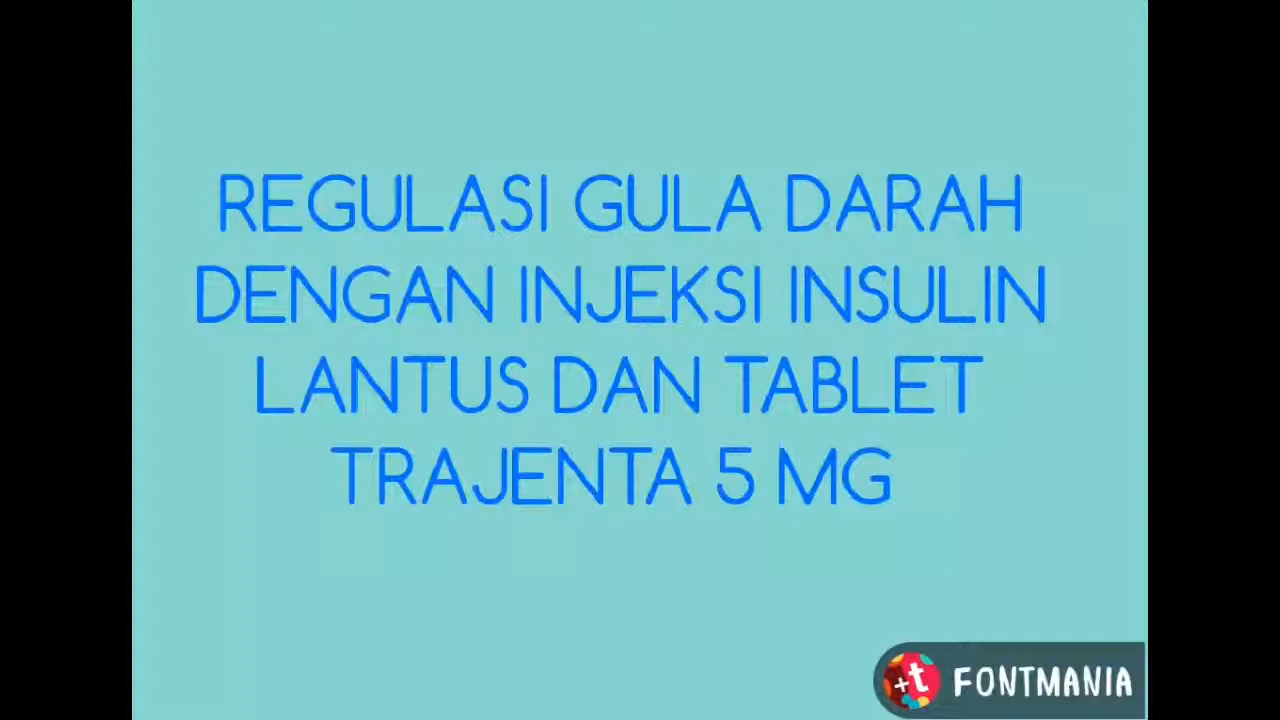 REGULASI GULA DARAH
DENGAN INJEKSI INSULIN
LANTUS DAN TABLET
TRAJENTA 5 MG
+t FONTMANIA